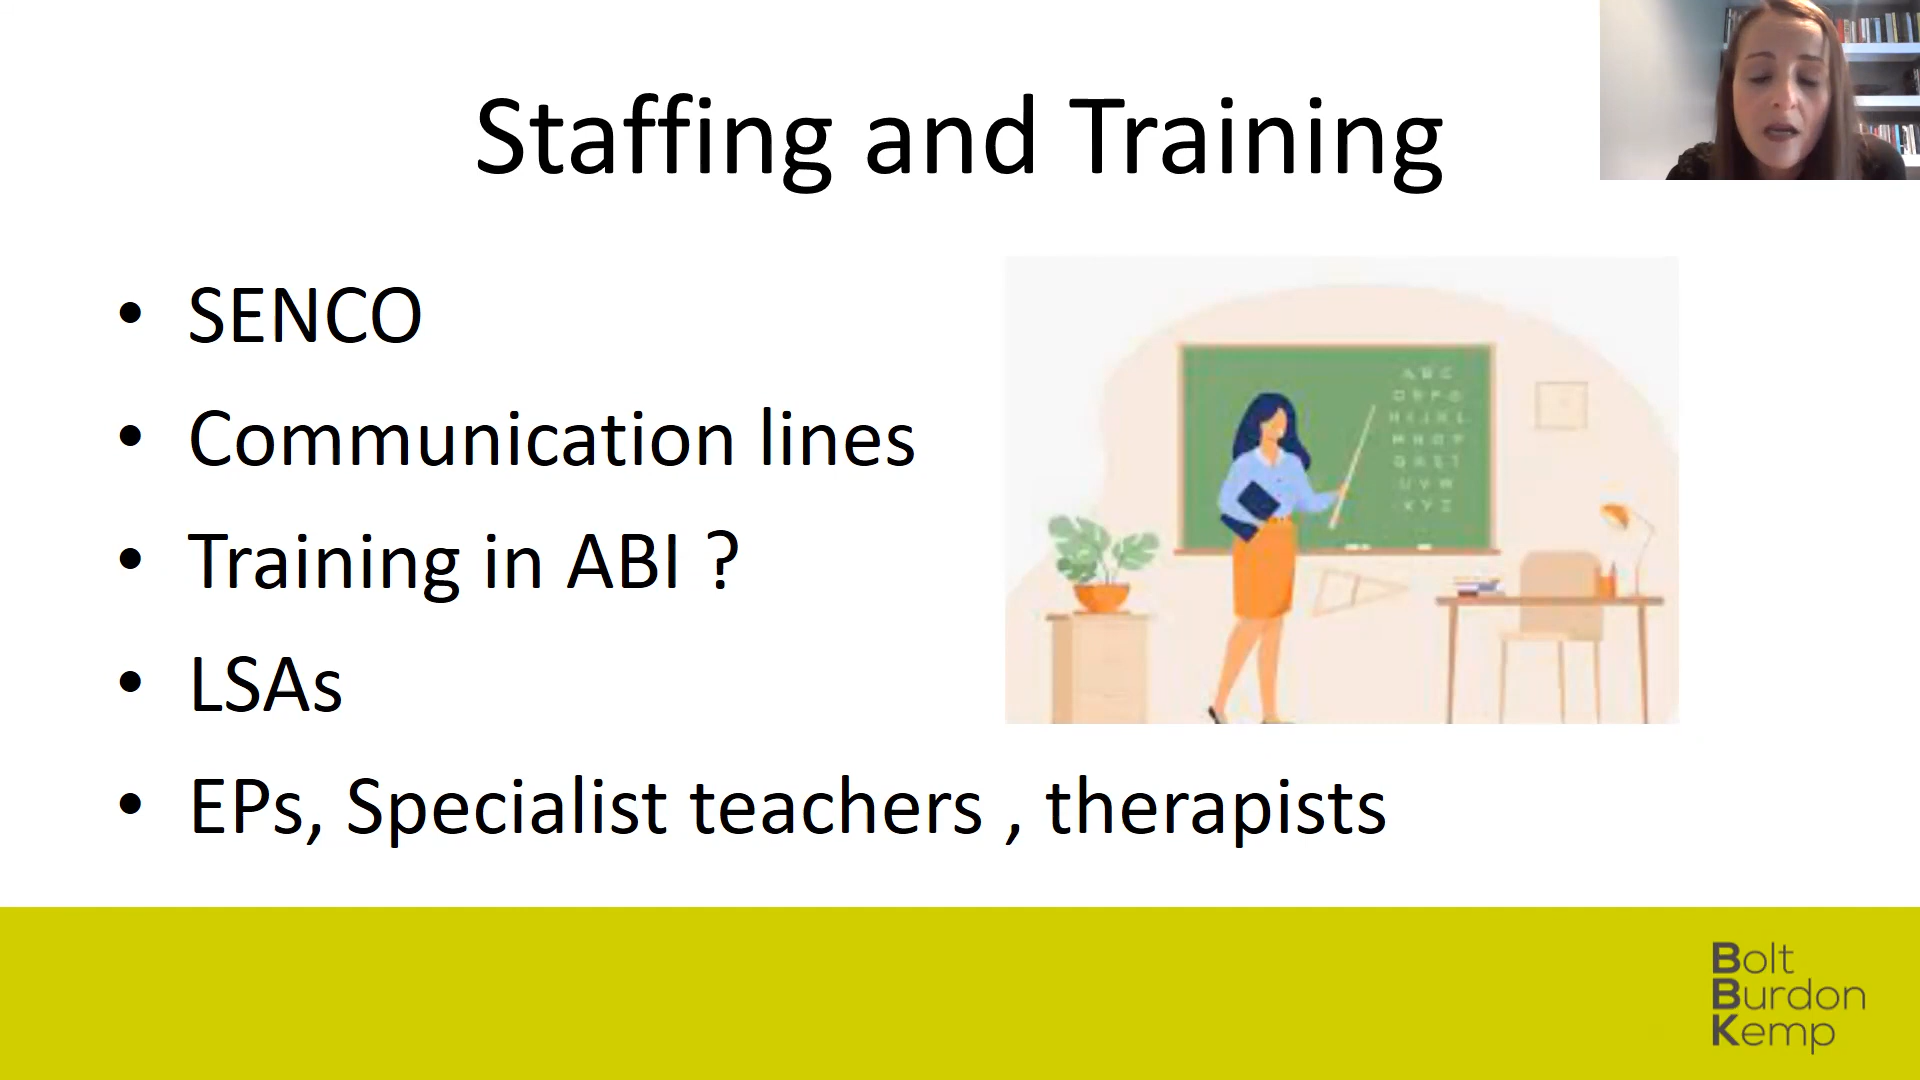 Staffing and Training
• SENCO
• Communication lines
• Training in ABI ?
• LSAs
• EPs, Specialist teachers , therapists
A B C
X Y Z
Bolt
Burdon
Kemp